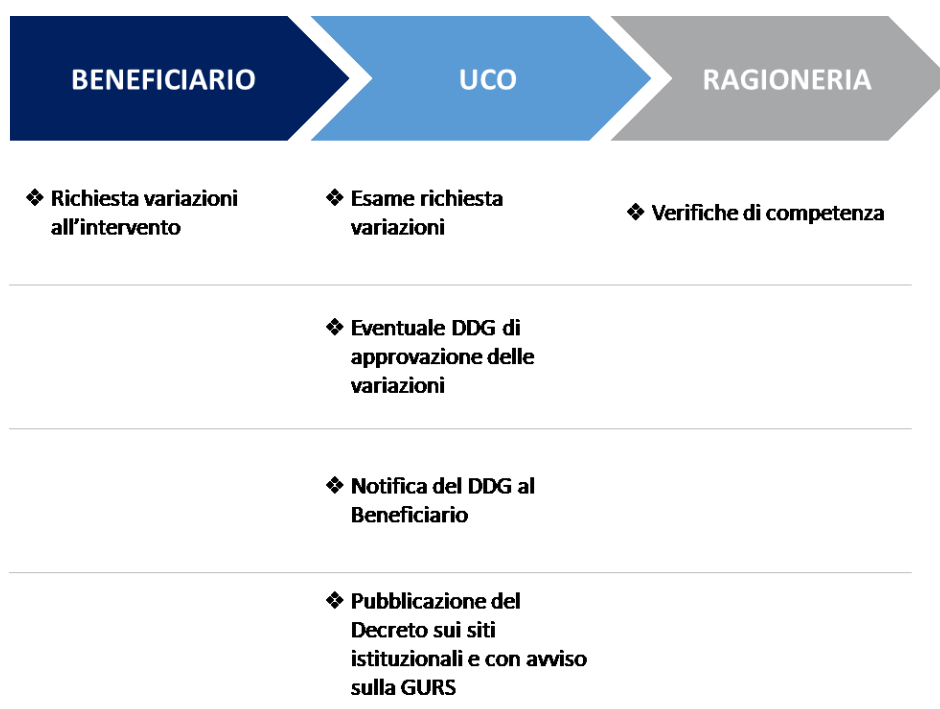 BENEFICIARIO
UCO
RAGIONERIA
❖ Richiesta variazioni
all'intervento
❖ Esame richiesta
variazioni
❖ Verifiche di competenza
❖ Eventuale DDG di
approvazione delle
variazioni
❖ Notifica del DDG al
Beneficiario
❖ Pubblicazione del
Decreto sui siti
istituzionali e con avviso
sulla GURS